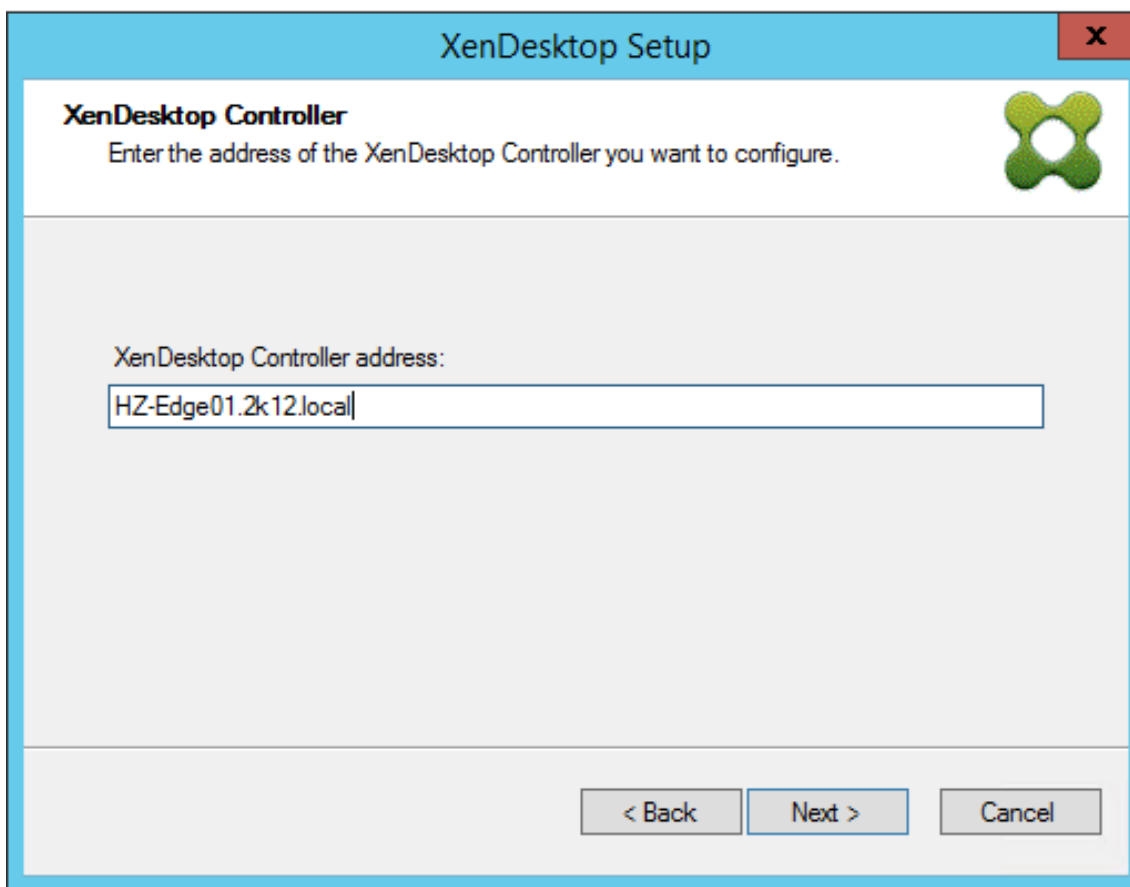 XenDesktop Setup
x
XenDesktop Controller
Enter the address of the XenDesktop Controller you want to configure.
XenDesktop Controller address:
HZ-Edge01.2k12.local
< Back
Next >
Cancel